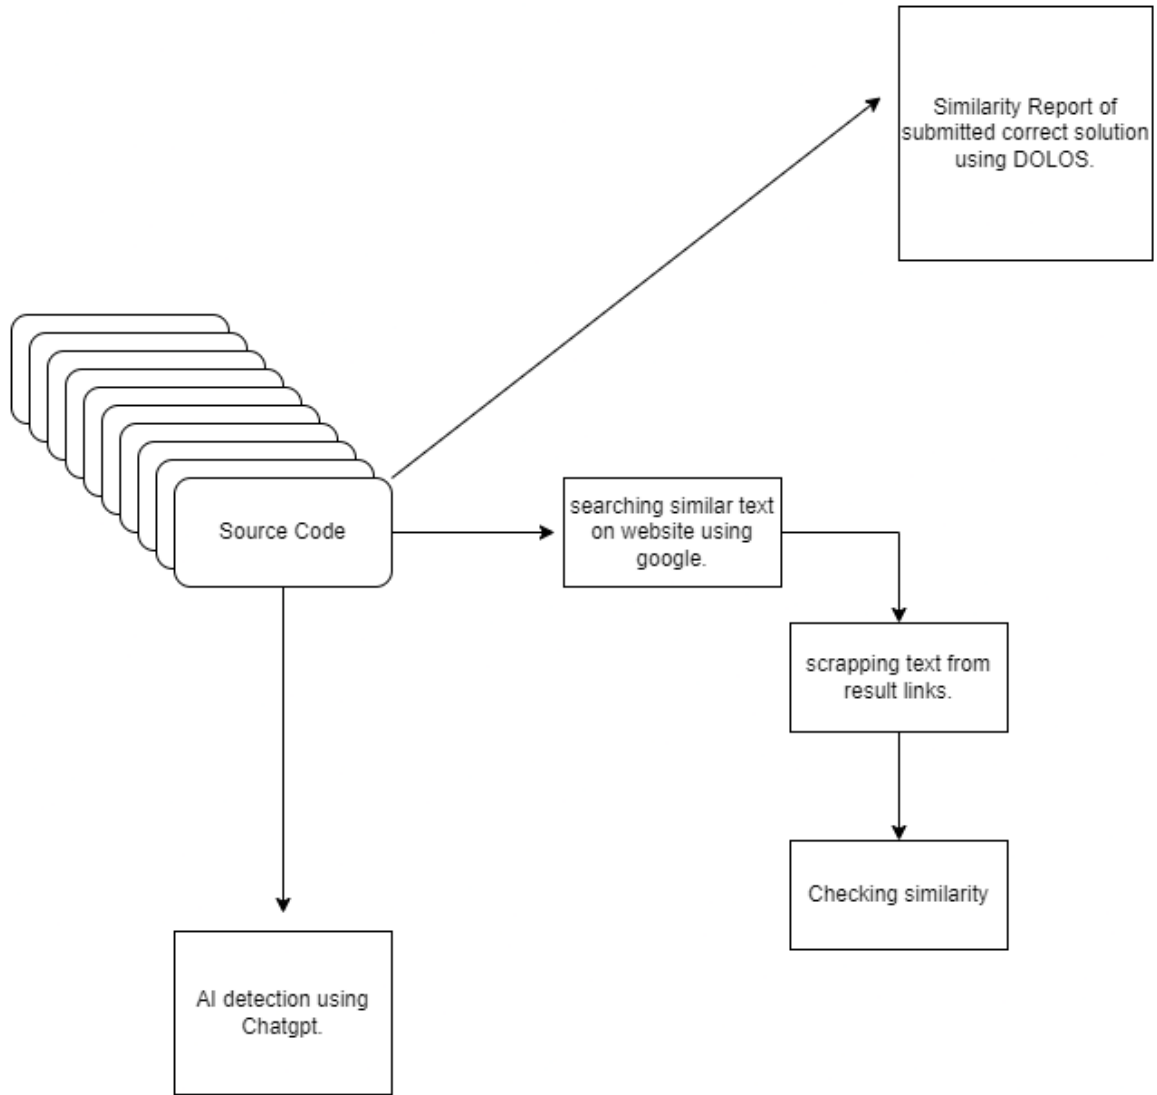 Similarity Report of
submitted correct solution
using DOLOS.
Source Code
searching similar text
on website using
google.
scrapping text from
result links.
Checking similarity
AI detection using
Chatgpt.